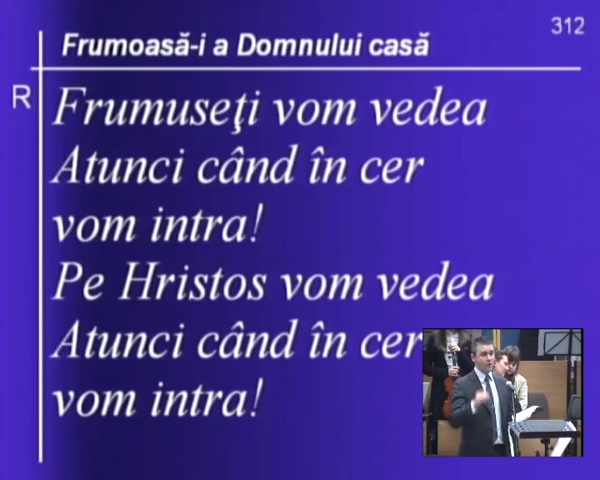 312
Frumoasă-i a Domnului casă
R
Frumuseţi vom vedea
Atunci când în cer
vom intra!
Pe Hristos vom vedea
Atunci când în cer
vom intra!